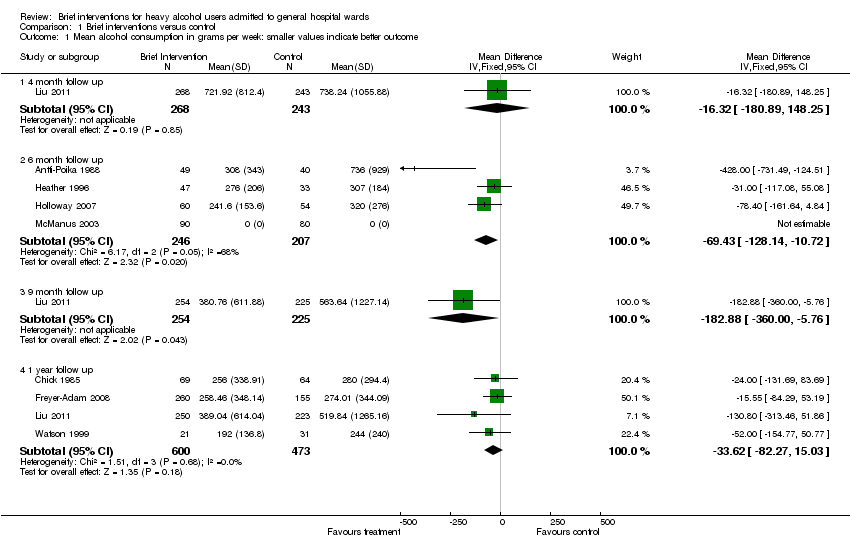 Review: Brief interventions for heavy alcohol users admitted to general hospital wards
Comparison: 1 Brief interventions versus control
Outcome: 1 Mean alcohol consumption in grams per week: smaller values indicate better outcome
Study or subgroup Brief Intervention Control Mean Difference Weight Mean Difference
N Mean (SD) N Mean (SD) IV,Fixed,95% CI IV,Fixed,95% CI
1 4 month follow up
Liu 2011 268 721.92 (812.4) 243 738.24 (1055.88) 100.0 % -16.32 [ -180.89, 148.25 ]
Subtotal (95% CI) 268 243 100.0 % -16.32 [ -180.89, 148.25 ]
Heterogeneity: not applicable
Test for overall effect: Z = 0.19 (P = 0.85)
2 6 month follow up
Antti-Poika 1988 49 308 (343) 40 736 (929) 3.7 % -428.00 [ -731.49, -124.51 ]
Heather 1996 47 276 (206) 33 307 (184) 46.5 % -31.00 [ -117.08, 55.08 ]
Holloway 2007 60 241.6 (153.6) 54 320 (276) 49.7 % -78.40 [ -161.64, 4.84 ]
McManus 2003 90 0 (0) 80 0 (0) Not estimable
Subtotal (95% CI) 246 207 100.0 % -69.43 [ -128.14, -10.72 ]
Heterogeneity: Chi² = 6.17, df = 2 (P = 0.05); I² =68%
Test for overall effect: Z = 2.32 (P = 0.020)
3 9 month follow up
Liu 2011 254 380.76 (611.88) 225 563.64 (1227.14) 100.0 % -182.88 [ -360.00, -5.76 ]
Subtotal (95% CI) 254 225 100.0 % -182.88 [ -360.00, -5.76 ]
Heterogeneity: not applicable
Test for overall effect: Z = 2.02 (P = 0.043)
4 1 year follow up
Chick 1985 69 256 (338.91) 64 280 (294.4) 20.4 % -24.00 [ -131.69, 83.69 ]
Freyer-Adam 2008 260 258.46 (348.14) 155 274.01 (344.09) 50.1 % -15.55 [ -84.29, 53.19 ]
Liu 2011 250 389.04 (614.04) 223 519.84 (1265.16) 7.1 % -130.80 [ -313.46, 51.86 ]
Watson 1999 21 192 (136.8) 31 244 (240) 22.4 % -52.00 [ -154.77, 50.77 ]
Subtotal (95% CI) 600 473 100.0 % -33.62 [ -82.27, 15.03 ]
Heterogeneity: Chi² = 1.51, df = 3 (P = 0.68); I² =0.0%
Test for overall effect: Z = 1.35 (P = 0.18)
-500 -250 0 250 500
Favours treatment Favours control